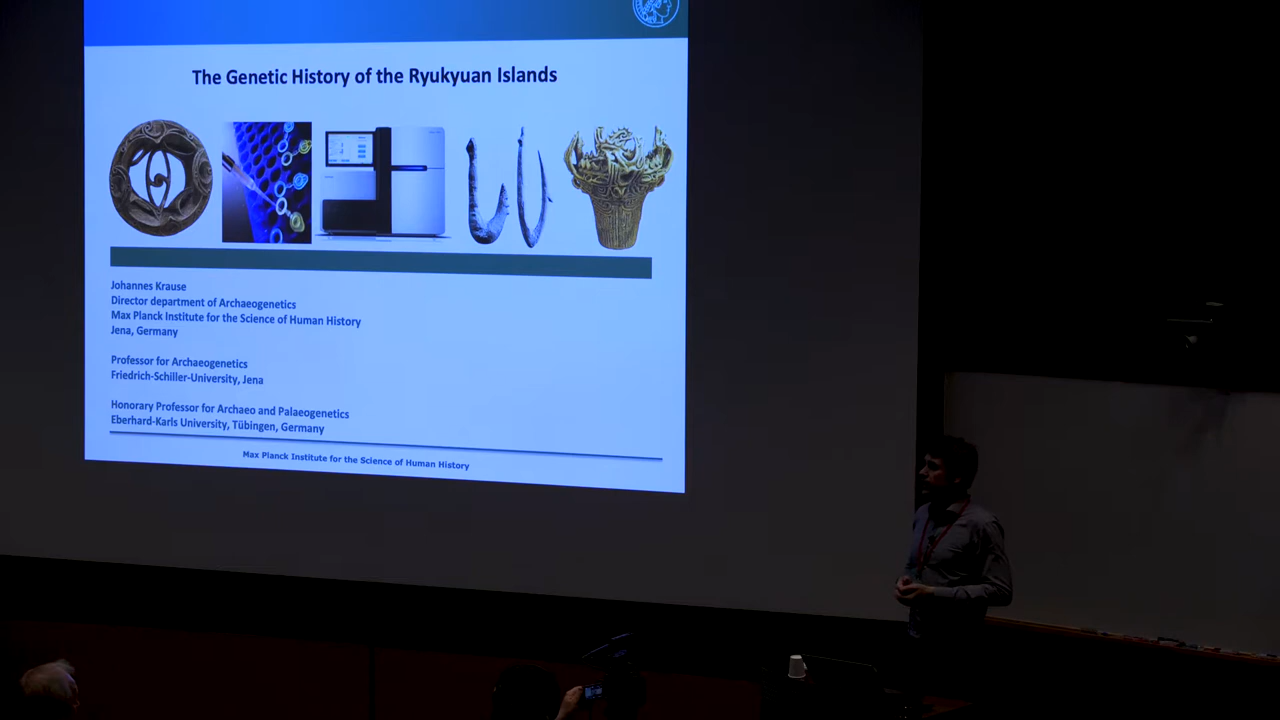 The Genetic History of the Ryukyuan Islands
Johannes Krause
Director department of Archaeogenetics
Max Planck Institute for the Science of Human History
Jena, Germany
Professor for Archaeogenetics
Friedrich-Schiller-University, Jena
Honorary Professor for Archaeo and Palaeogenetics
Eberhard-Karls University, Tübingen, Germany
Max Planck Institute for the Science of Human History